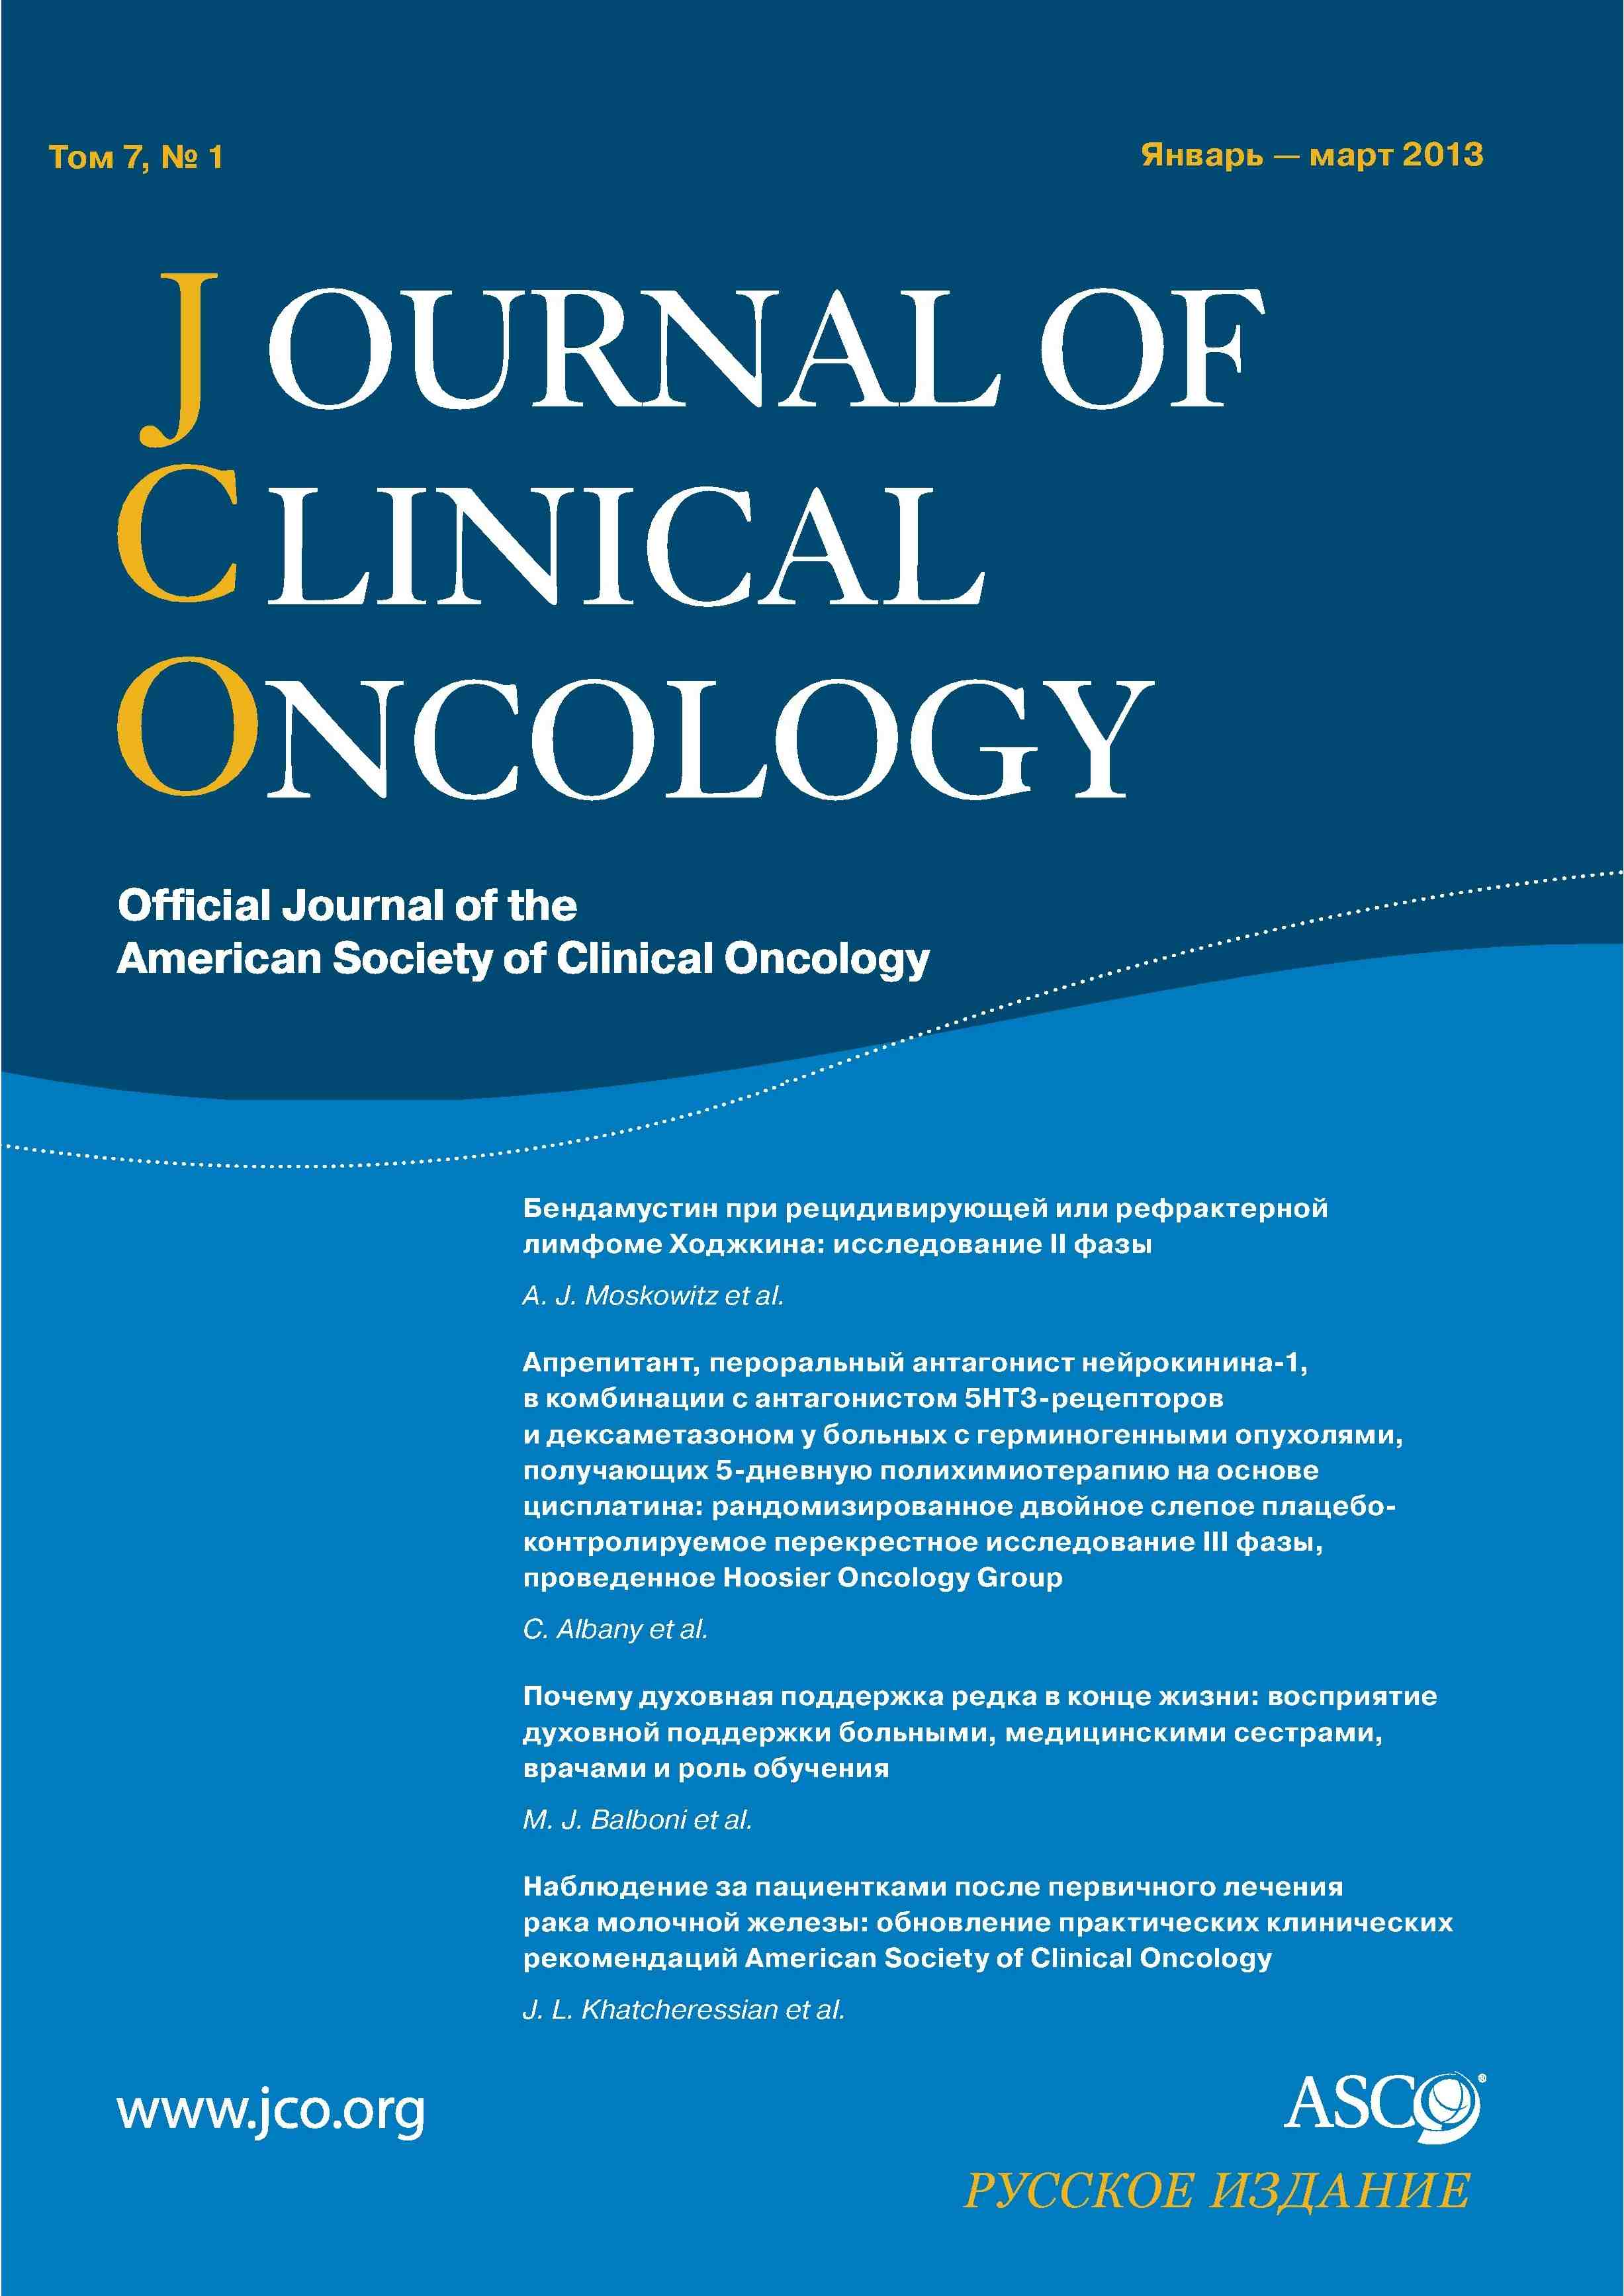 Том 7, № 1
Январь — март 2013
JOURNAL OF
CLINICAL
ONCOLOGY
Official Journal of the
American Society of Clinical Oncology
Бендамустин при рецидивирующей или рефрактерной
лимфоме Ходжкина: исследование II фазы
A. J. Moskowitz et al.
Апрепитант, пероральный антагонист нейрокинина-1,
в комбинации с антагонистом 5НТ3-рецепторов
и дексаметазоном у больных с герминогенными опухолями,
получающих 5-дневную полихимиотерапию на основе
цисплатина: рандомизированное двойное слепое плацебо-
контролируемое перекрестное исследование III фазы,
проведенное Hoosier Oncology Group
C. Albany et al.
Почему духовная поддержка редка в конце жизни: восприятие
духовной поддержки больными, медицинскими сестрами,
врачами и роль обучения
M. J. Balboni et al.
Наблюдение за пациентками после первичного лечения
рака молочной железы: обновление практических клинических
рекомендаций American Society of Clinical Oncology
J. L. Khatcheressian et al.
www.jco.org
ASCO®
РУССКОЕ ИЗДАНИЕ